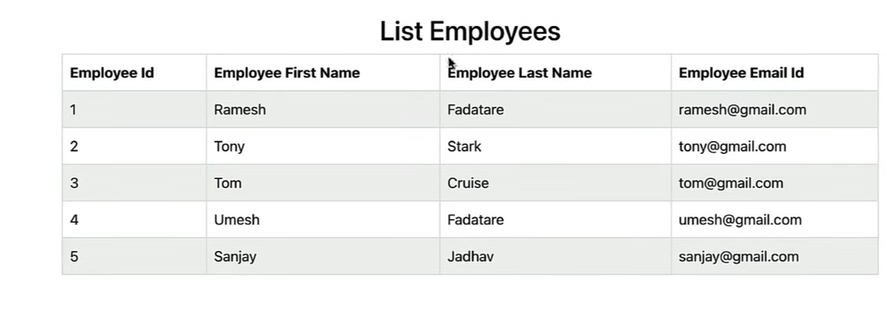 List Employees
Employee Id Employee First Name Employee Last Name Employee Email Id
1 Ramesh Fadatare ramesh@gmail.com
2 Tony Stark tony@gmail.com
3 Tom Cruise tom@gmail.com
4 Umesh Fadatare umesh@gmail.com
5 Sanjay Jadhav sanjay@gmail.com